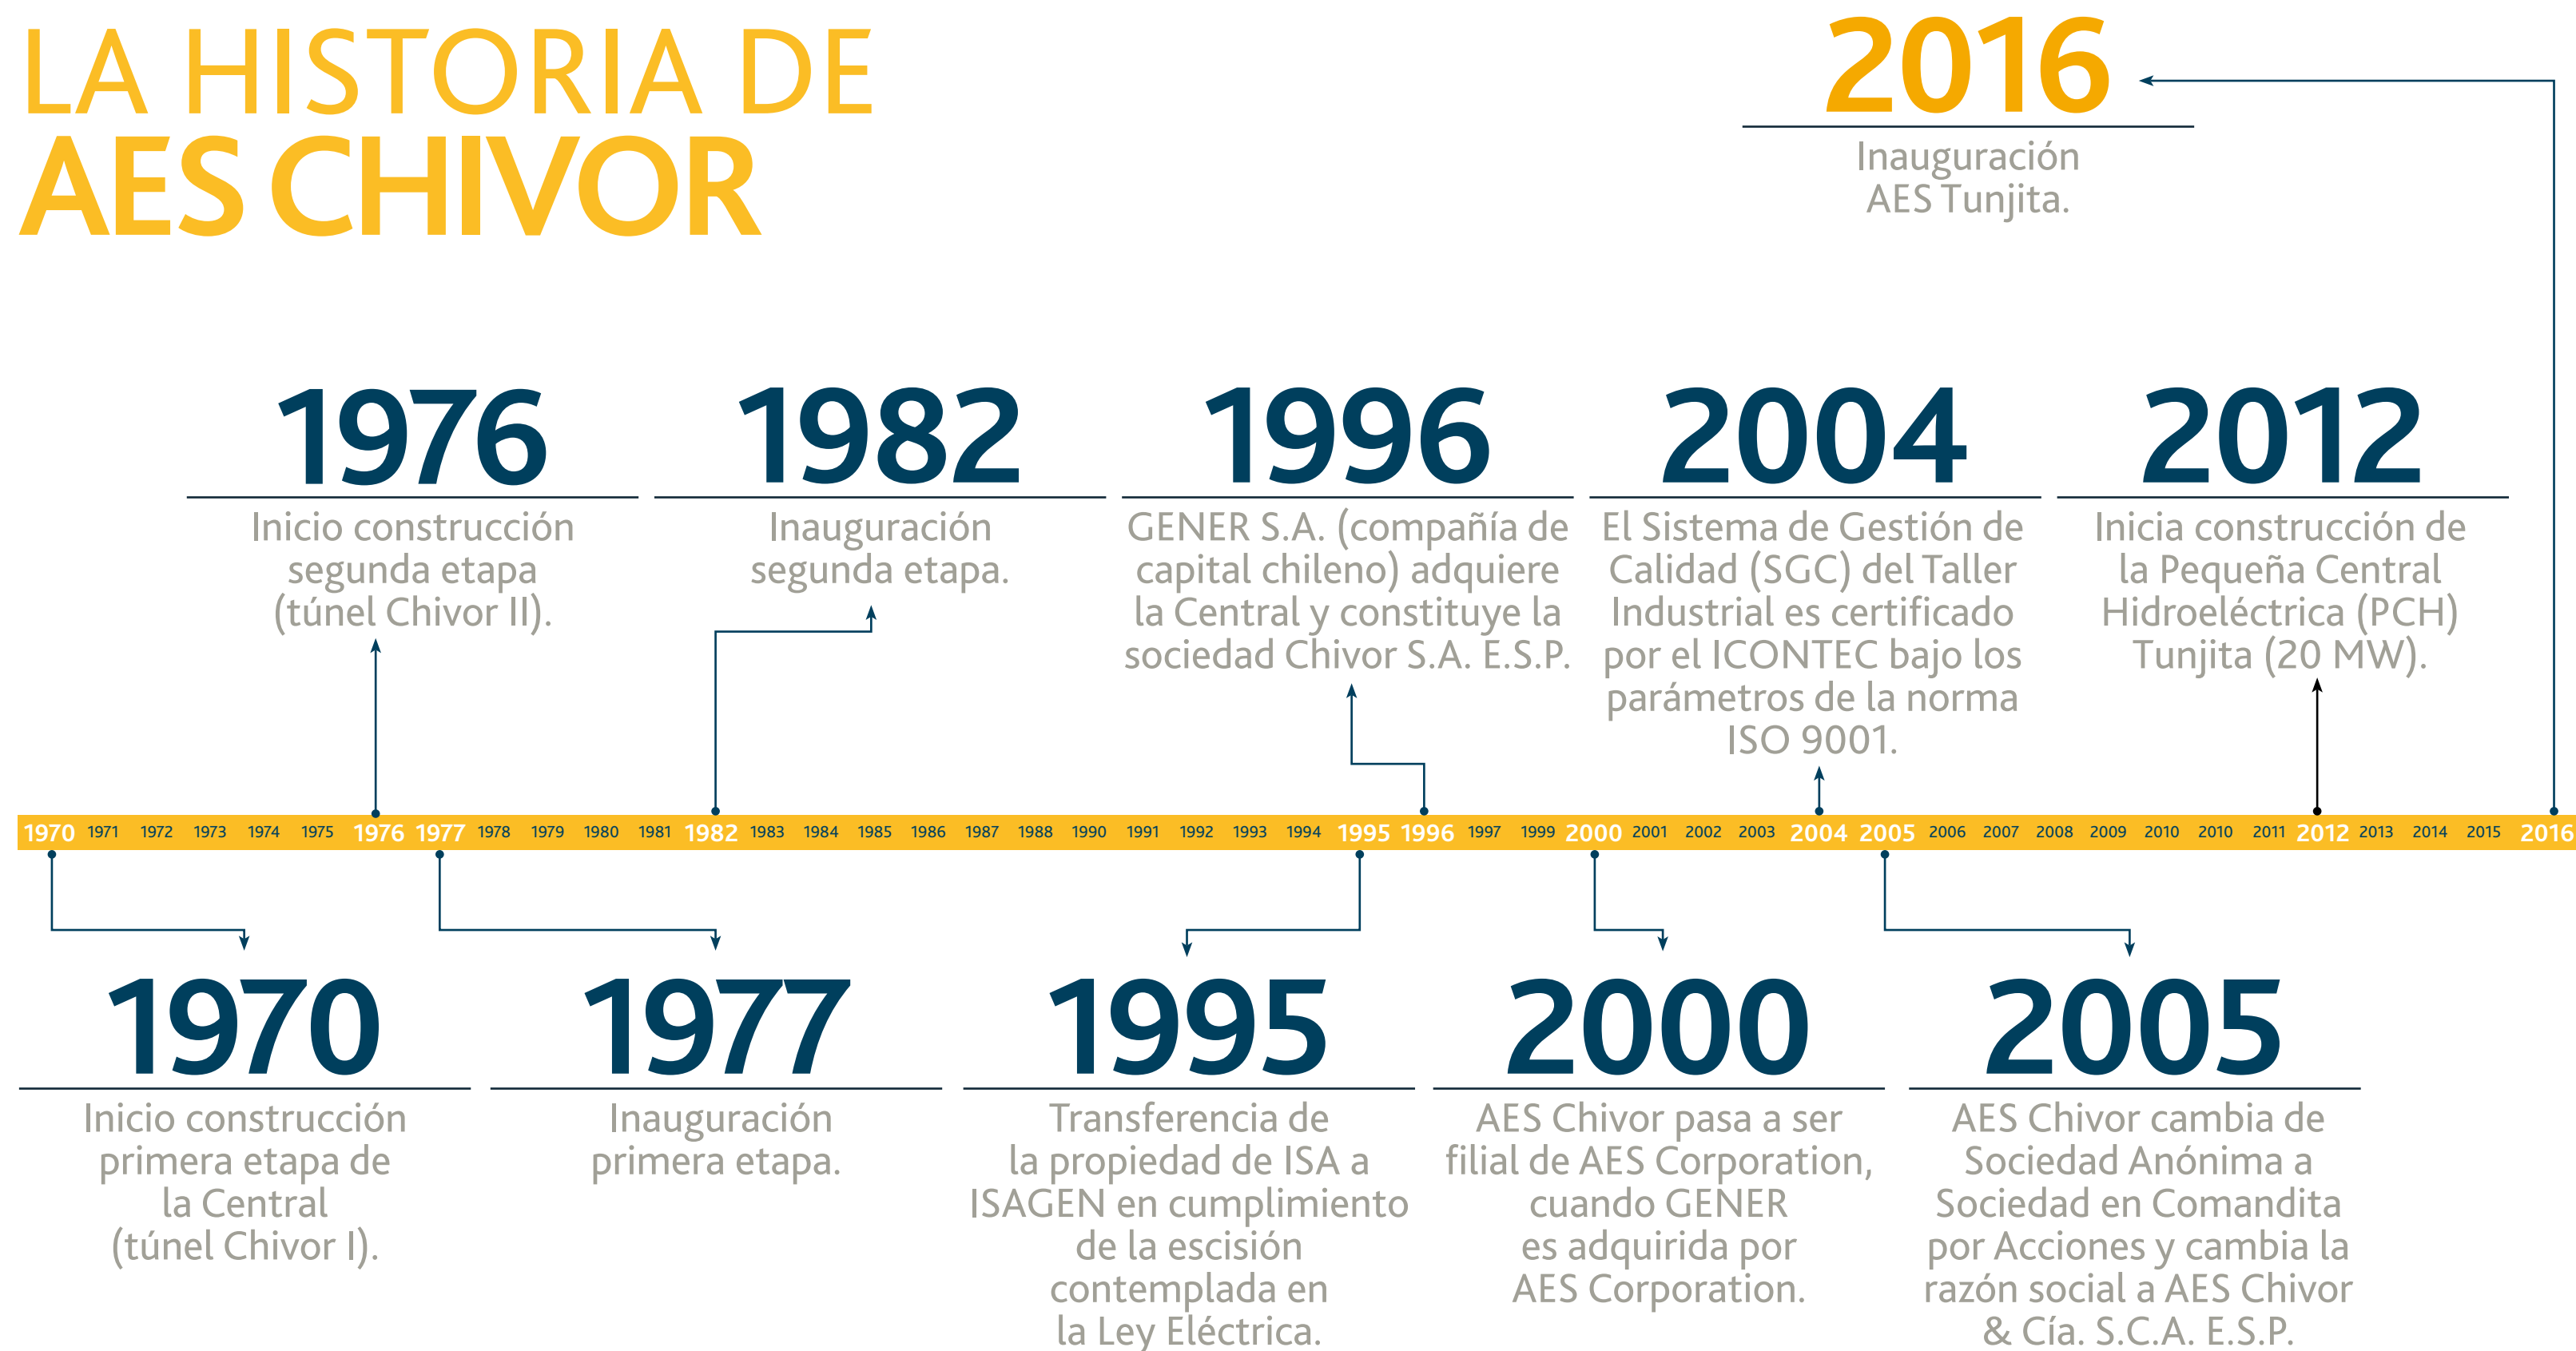 LA HISTORIA DE
AES CHIVOR
2016
Inauguración
AES Tunjita.
1976
Inicio construcción
segunda etapa
(túnel Chivor II).
1982
Inauguración
segunda etapa.
1996
GENER S.A. (compañía de
capital chileno) adquiere
la Central y constituye la
sociedad Chivor S.A. E.S.P.
2004
El Sistema de Gestión de
Calidad (SGC) del Taller
Industrial es certificado
por el ICONTEC bajo los
parámetros de la norma
ISO 9001.
2012
Inicia construcción de
la Pequeña Central
Hidroeléctrica (PCH)
Tunjita (20 MW).
1970 1971 1972 1973 1974 1975 1976 1977 1978 1979 1980 1981 1982 1983 1984 1985 1986 1987 1988 1990 1991 1992 1993 1994 1995 1996 1997 1999 2000 2001 2002 2003 2004 2005 2006 2007 2008 2009 2010 2010 2011 2012 2013 2014 2015 2016
1970
Inicio construcción
primera etapa de
la Central
(túnel Chivor I).
1977
Inauguración
primera etapa.
1995
Transferencia de
la propiedad de ISA a
ISAGEN en cumplimiento
de la escisión
contemplada en
la Ley Eléctrica.
2000
AES Chivor pasa a ser
filial de AES Corporation,
cuando GENER
es adquirida por
AES Corporation.
2005
AES Chivor cambia de
Sociedad Anónima a
Sociedad en Comandita
por Acciones y cambia la
razón social a AES Chivor
& Cía. S.C.A. E.S.P.